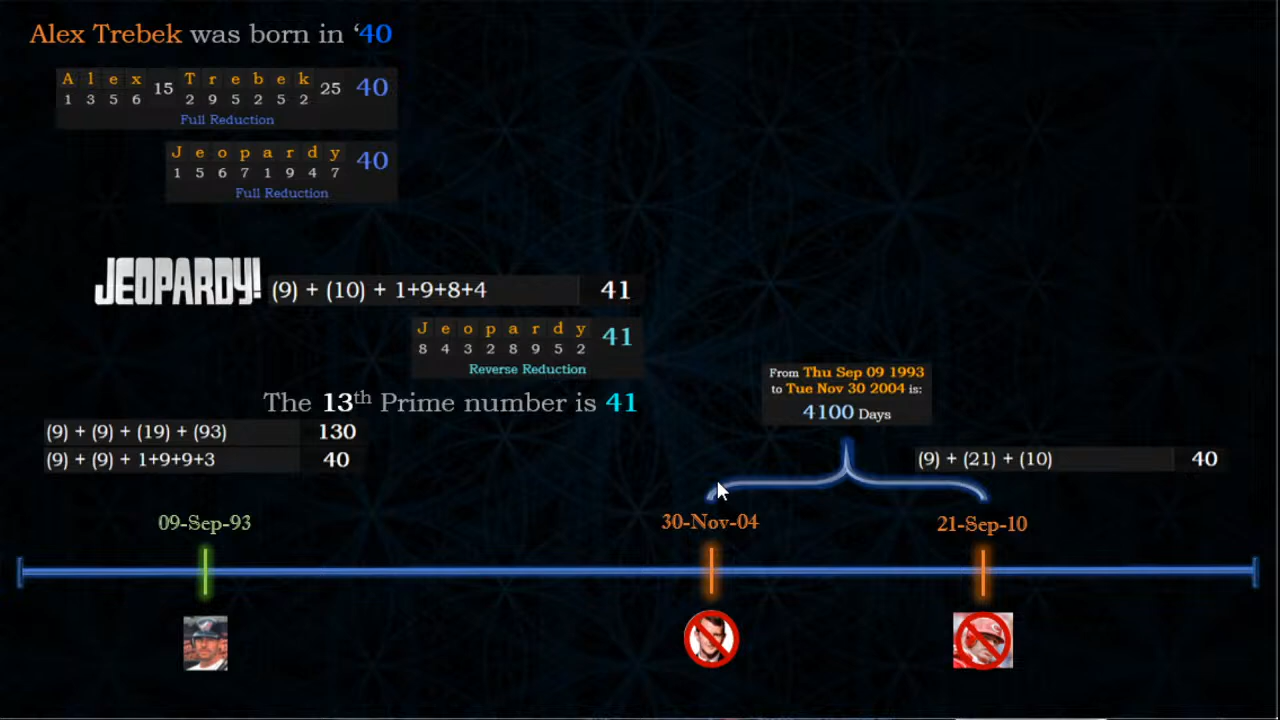 Alex Trebek was born in ‘40
A l e x 15 T r e b e k 25 40
1 3 5 6 2 9 5 2 5 2
Full Reduction
J e o p a r d y 40
1 5 6 7 1 9 4 7
Full Reduction
JEOPARDY! (9) + (10) + 1+9+8+4 41
J e o p a r d y 41
8 4 3 2 8 9 5 2
Reverse Reduction
The 13th Prime number is 41
From Thu Sep 09 1993
to Tue Nov 30 2004 is:
4100 Days
(9) + (9) + (19) + (93) 130
(9) + (9) + 1+9+9+3 40
(9) + (21) + (10) 40
09-Sep-93
30-Nov-04
21-Sep-10